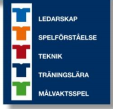 LEDARSKAP
SPELFÖRSTÅELSE
TEKNIK
TRÄNINGSLÄRA
MÅLVAKTSSPEL